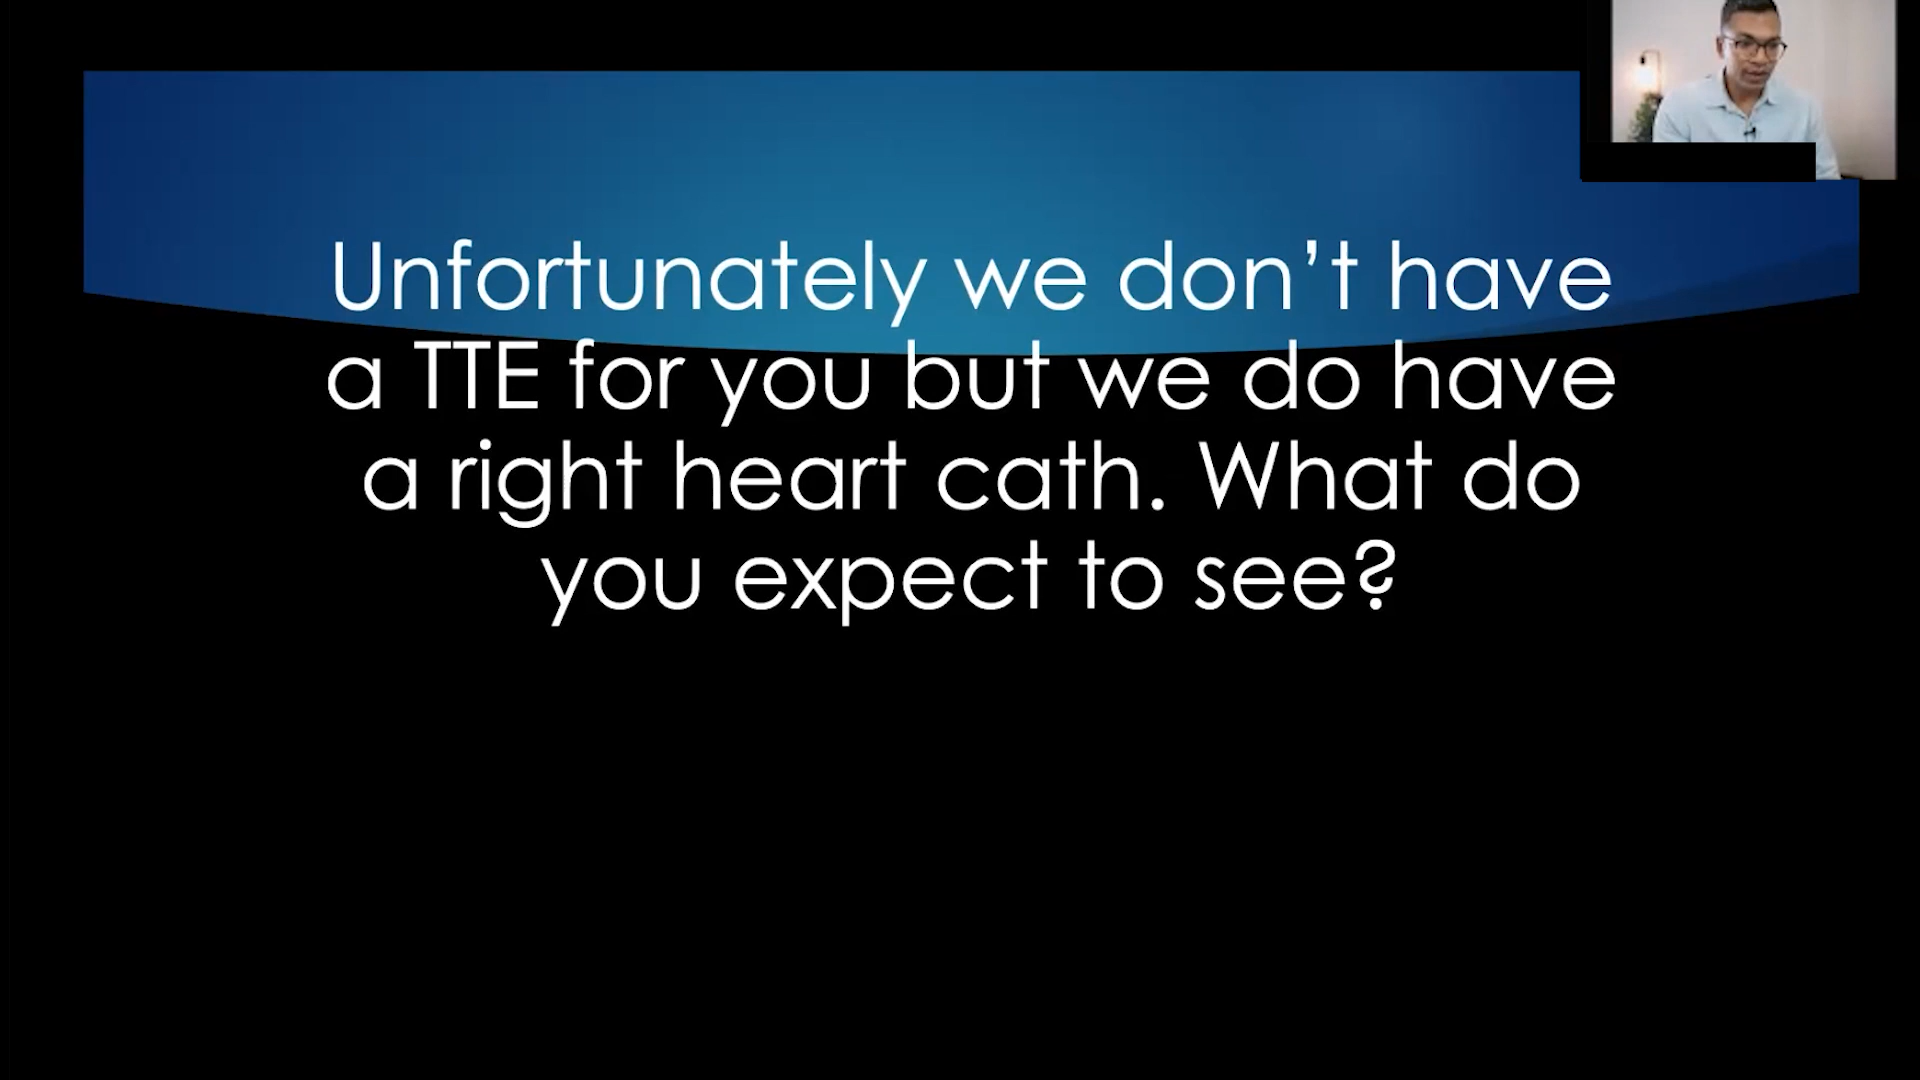 Unfortunately we don’t have
a TTE for you but we do have
a right heart cath. What do
you expect to see?